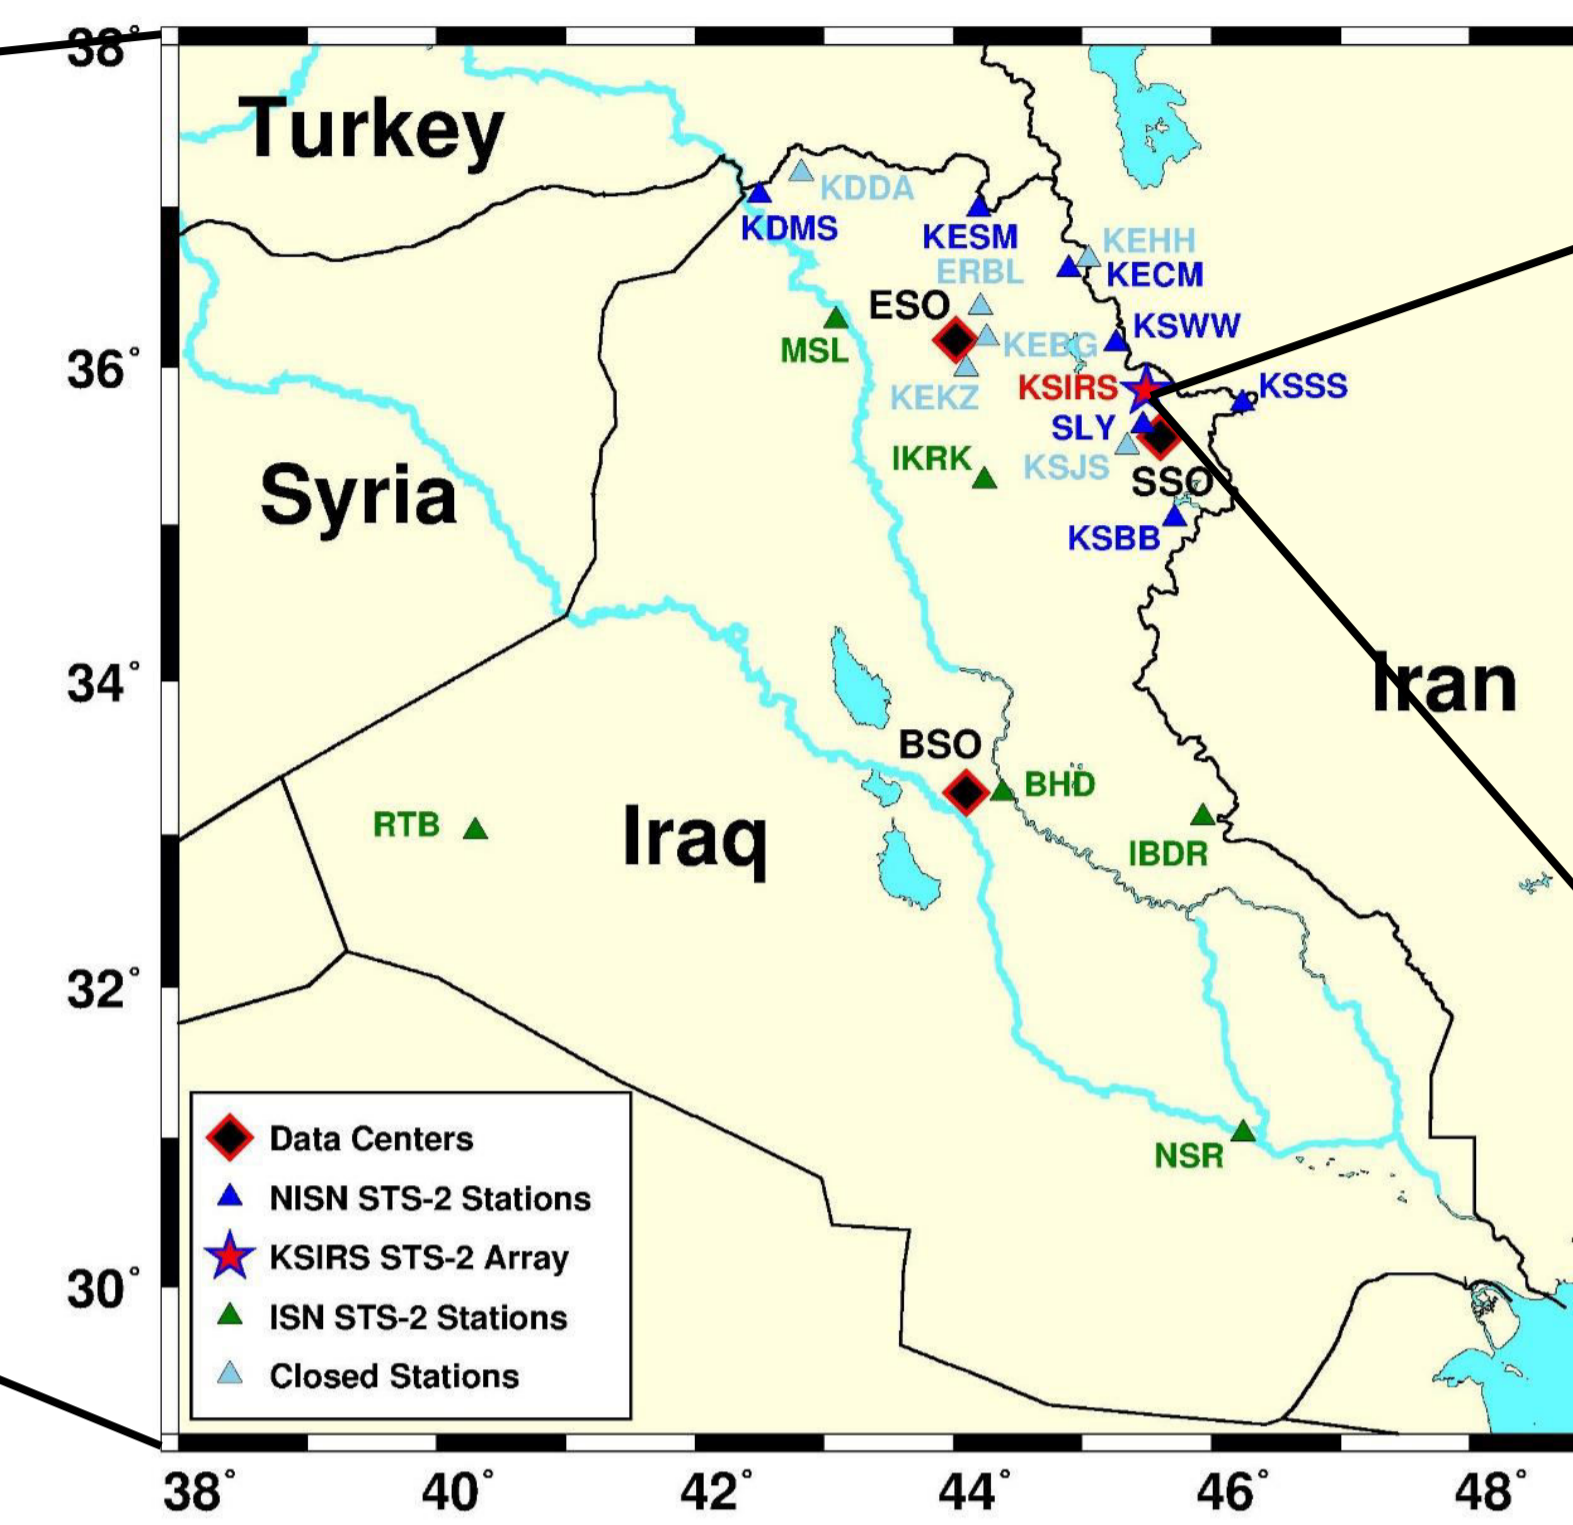 38°
Turkey
KDDA
KDMS
KESM
KEHH
ERBL
KECM
ESO
KSWW
MSL
KEBG
36°
KSIRS
KSSS
KEKZ
SLY
IKRK
KSJS
Syria
SSO
KSBB
34°
Iran
BSO
BHD
RTB
Iraq
IBDR
32°
Data Centers
NSR
NISN STS-2 Stations
KSIRS STS-2 Array
30°
ISN STS-2 Stations
Closed Stations
38° 40° 42° 44° 46° 48°